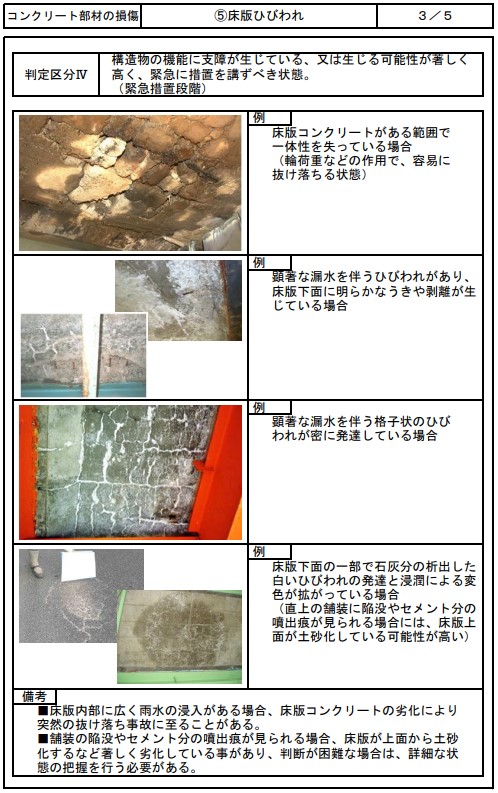 コンクリート部材の損傷
⑤床版ひびわれ
３／５
判定区分Ⅳ
構造物の機能に支障が生じている、又は生じる可能性が著しく
高く、緊急に措置を講ずべき状態。
（緊急措置段階）
例
床版コンクリートがある範囲で
一体性を失っている場合
（輪荷重などの作用で、容易に
抜け落ちる状態）
例
顕著な漏水を伴うひびわれがあり、
床版下面に明らかなうきや剥離が生
じている場合
例
顕著な漏水を伴う格子状のひび
われが密に発達している場合
例
床版下面の一部で石灰分の析出した
白いひびわれの発達と浸潤による変
色が拡がっている場合
（直上の舗装に陥没やセメント分の
噴出痕が見られる場合には、床版上
面が土砂化している可能性が高い）
備考
■床版内部に広く雨水の浸入がある場合、床版コンクリートの劣化により
突然の抜け落ち事故に至ることがある。
■舗装の陥没やセメント分の噴出痕が見られる場合、床版が上面から土砂
化するなど著しく劣化している事があり、判断が困難な場合は、詳細な状
態の把握を行う必要がある。